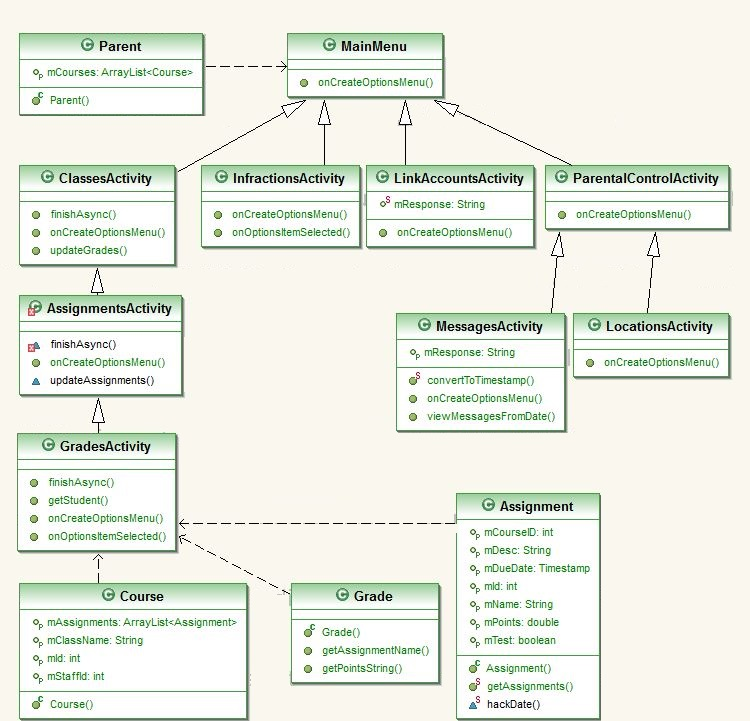 Parent
mCourses: ArrayList<Course>
Parent()
MainMenu
onCreateOptionsMenu()
ClassesActivity
finishAsync()
onCreateOptionsMenu()
updateGrades()
InfractionsActivity
onCreateOptionsMenu()
onOptionsItemSelected()
LinkAccountsActivity
mResponse: String
onCreateOptionsMenu()
ParentalControlActivity
onCreateOptionsMenu()
AssignmentsActivity
finishAsync()
onCreateOptionsMenu()
updateAssignments()
MessagesActivity
mResponse: String
convertToTimestamp()
onCreateOptionsMenu()
viewMessagesFromDate()
LocationsActivity
onCreateOptionsMenu()
GradesActivity
finishAsync()
getStudent()
onCreateOptionsMenu()
onOptionsItemSelected()
Assignment
mCourseID: int
mDesc: String
mDueDate: Timestamp
mId: int
mName: String
mPoints: double
mTest: boolean
Assignment()
getAssignments()
hackDate()
Course
mAssignments: ArrayList<Assignment>
mClassName: String
mId: int
mStaffId: int
Course()
Grade
Grade()
getAssignmentName()
getPointsString()